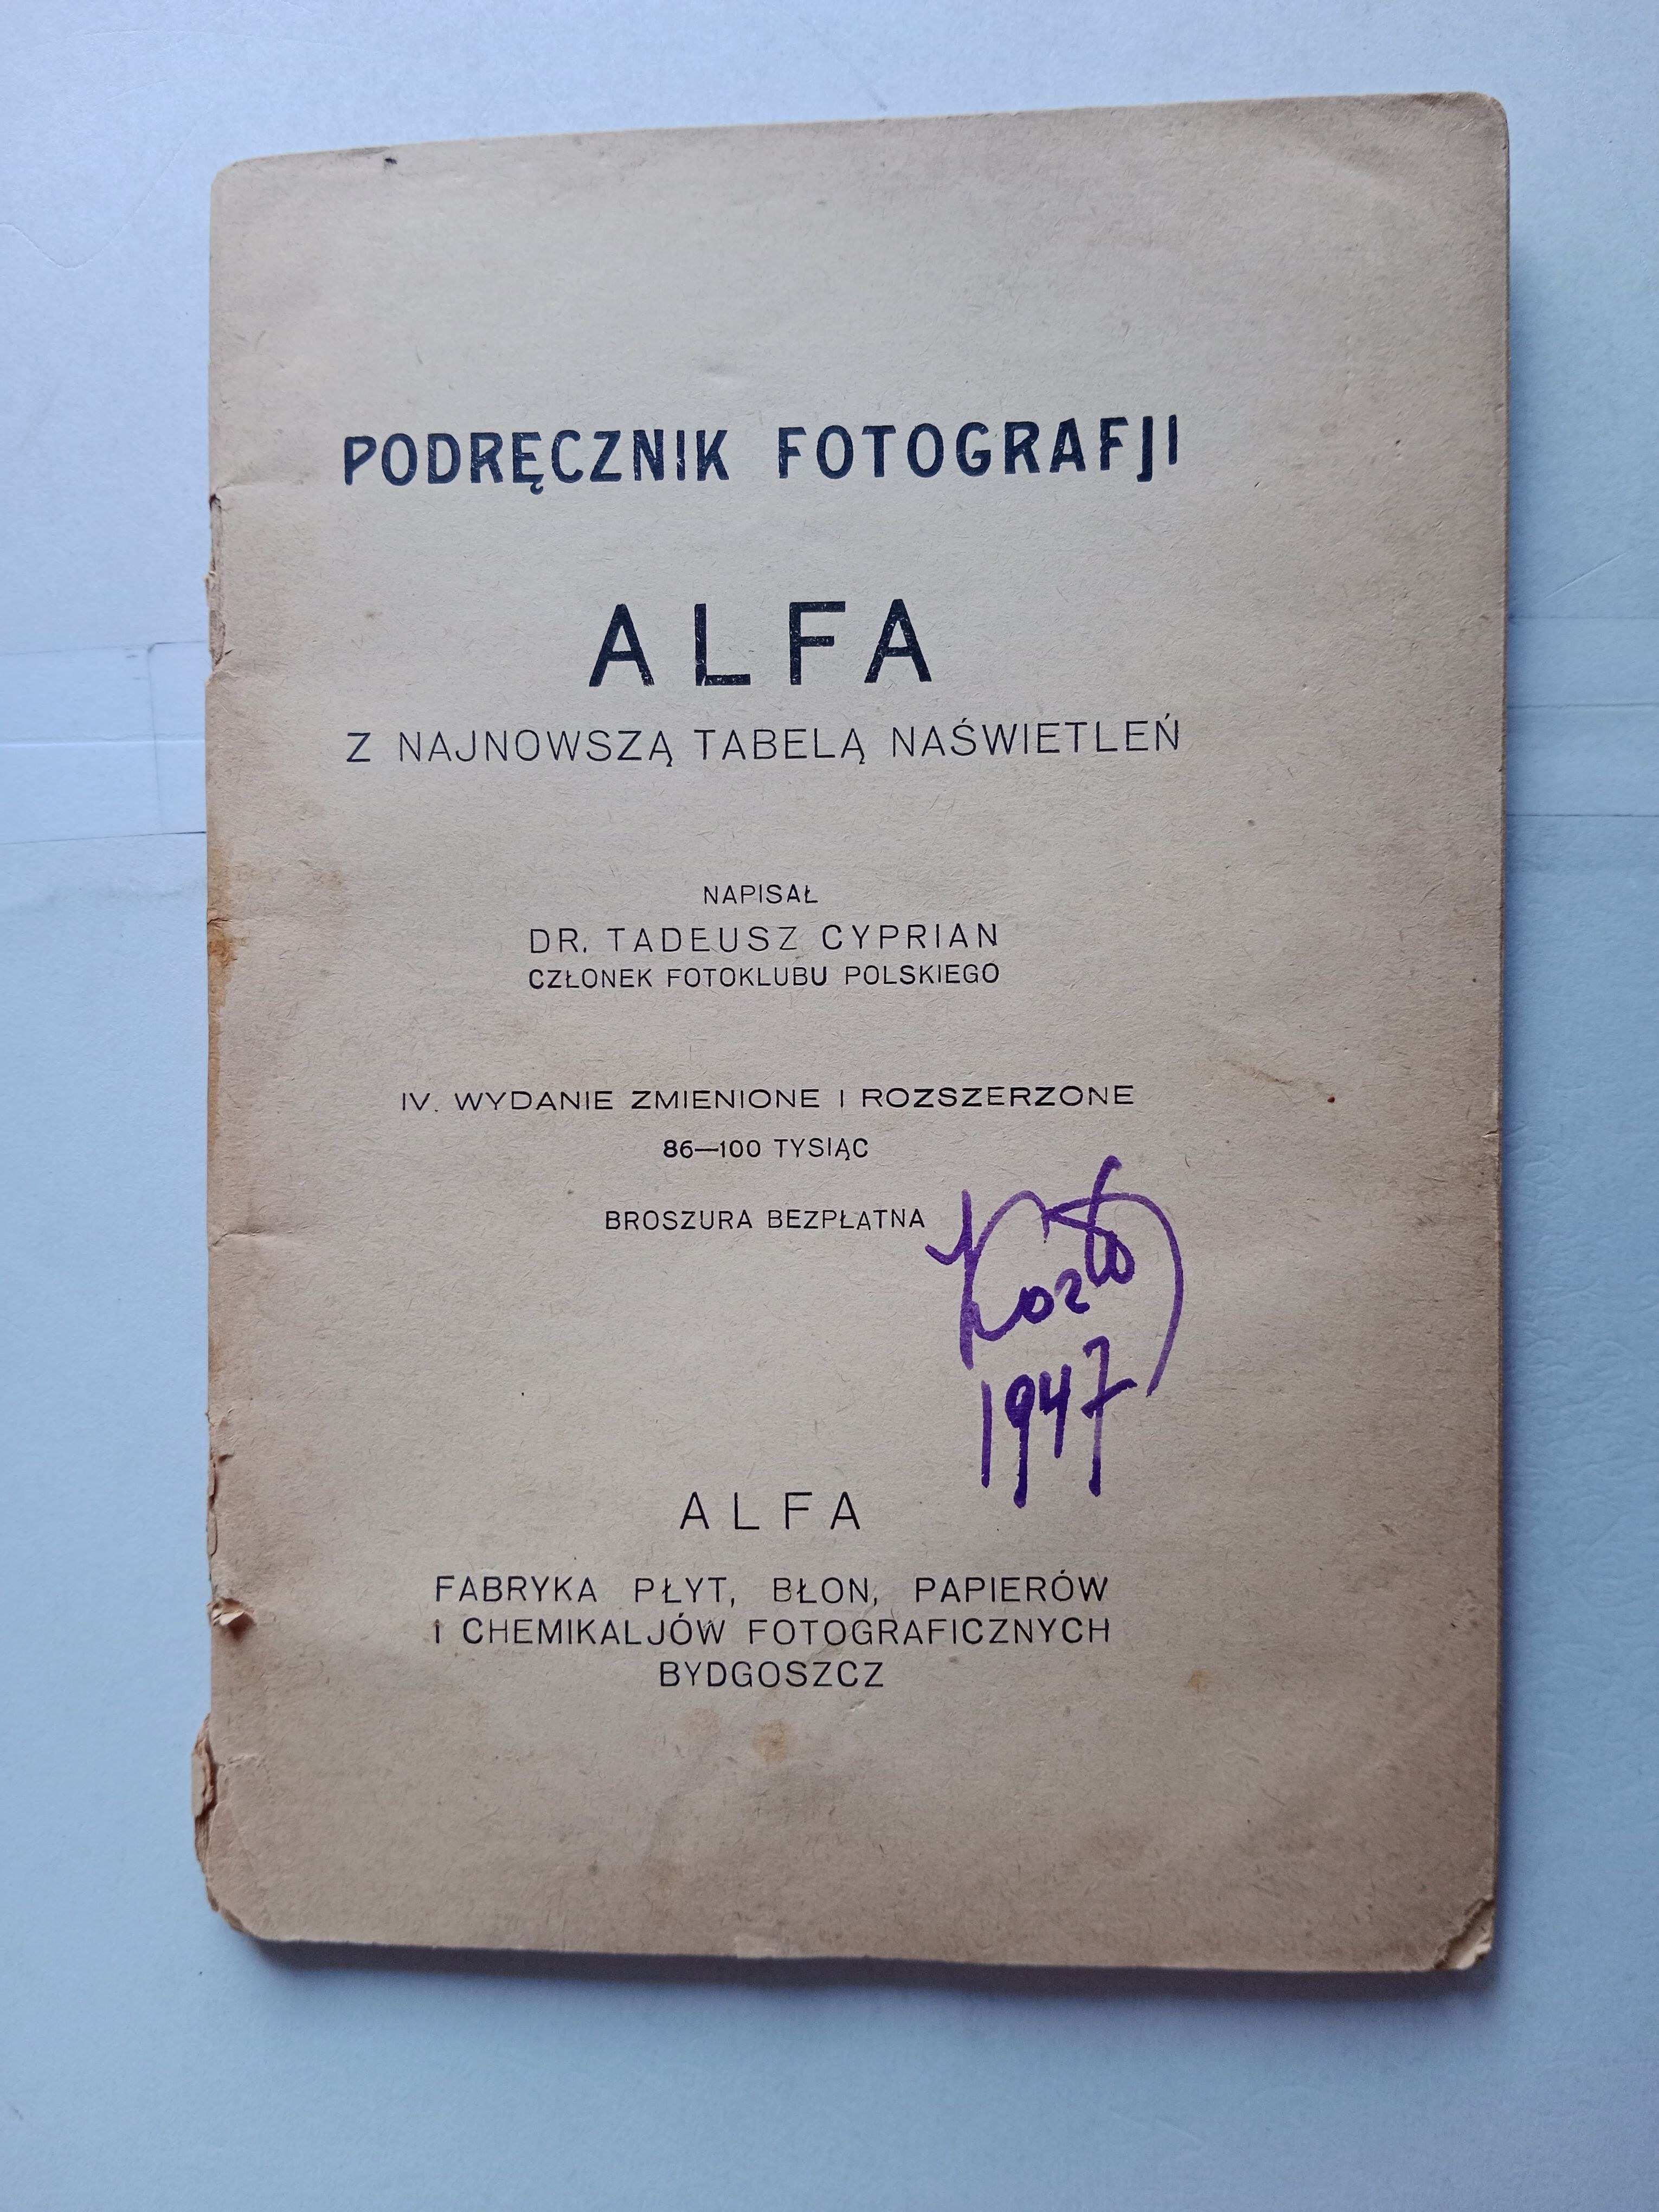 PODRĘCZNIK FOTOGRAFJI
ALFA
Z NAJNOWSZĄ TABELĄ NAŚWIETLEŃ
NAPISAŁ
DR. TADEUSZ CYPRIAN
CZŁONEK FOTOKLUBU POLSKIEGO
IV. WYDANIE ZMIENIONE I ROZSZERZONE
86—100 TYSIĄC
BROSZURA BEZPŁATNA
1947
ALFA
FABRYKA PŁYT, BŁON, PAPIERÓW
I CHEMIKALJÓW FOTOGRAFICZNYCH
BYDGOSZCZ